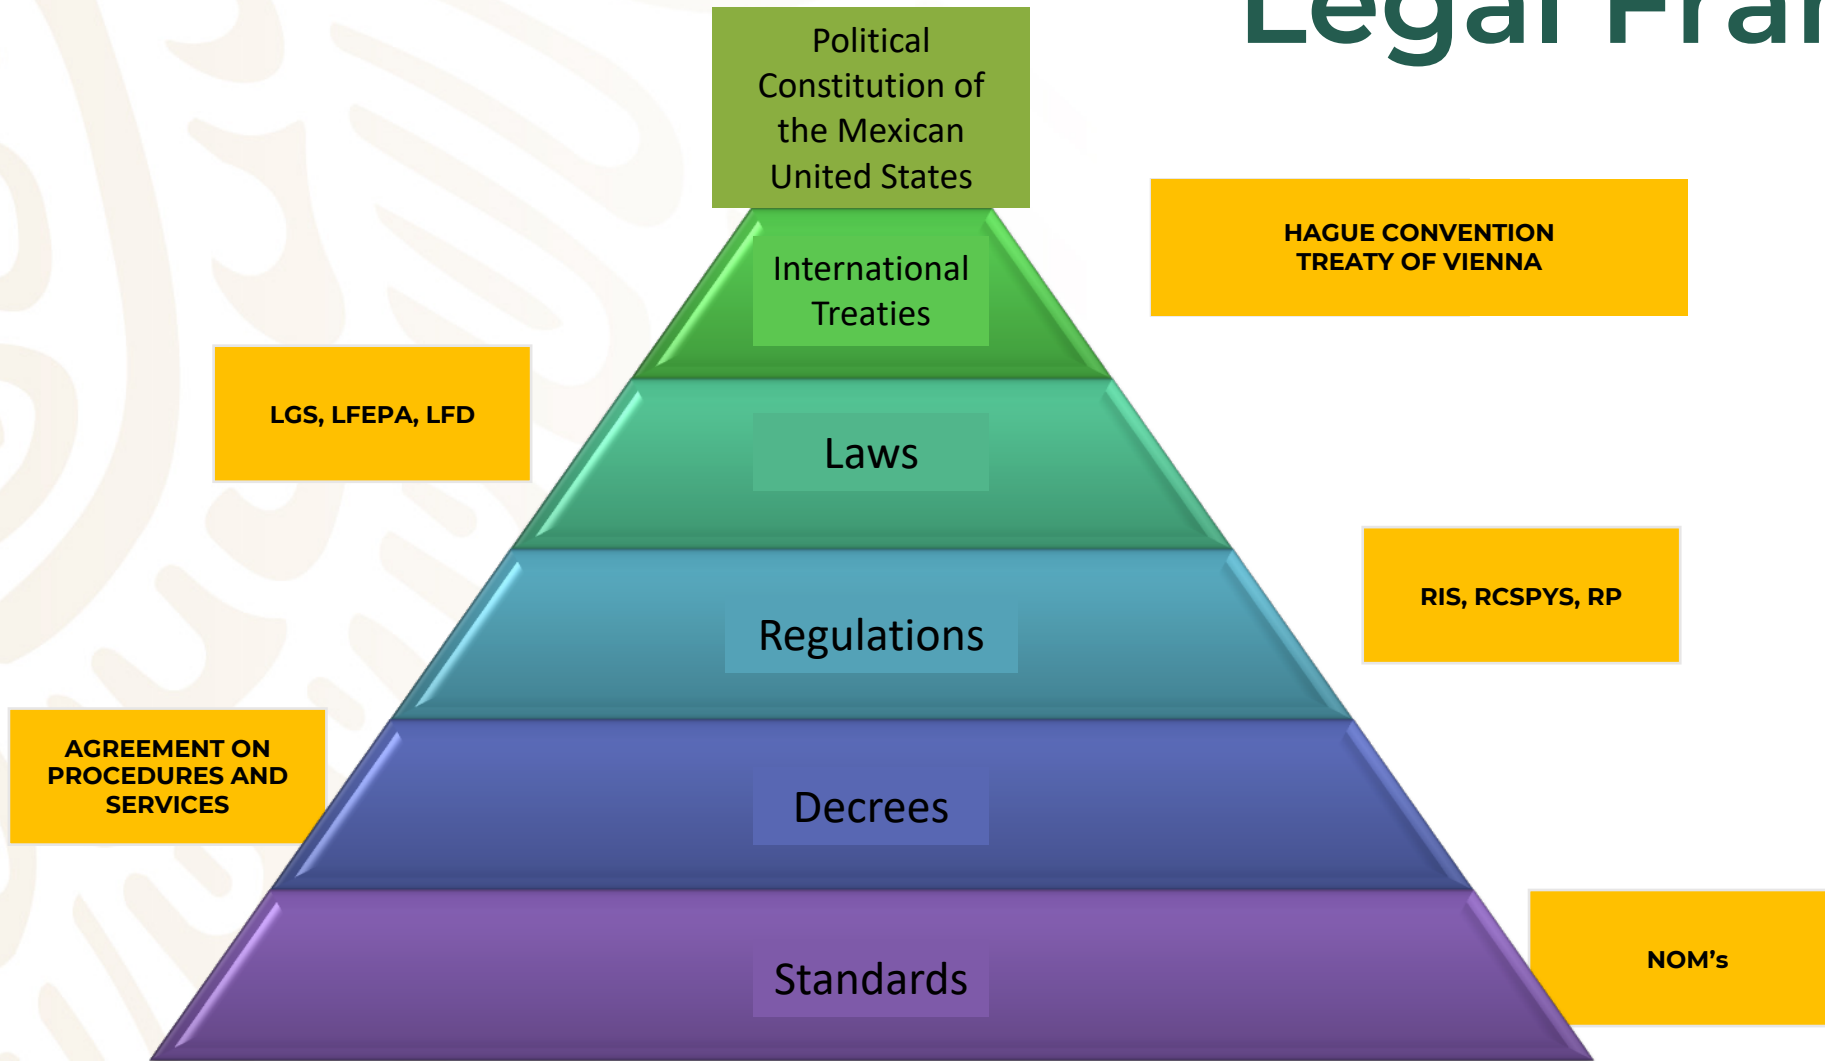 Legal Fra
Political
Constitution of
the Mexican
United States
HAGUE CONVENTION
TREATY OF VIENNA
International
Treaties
LGS, LFEPA, LFD
Laws
RIS, RCSPYS, RP
Regulations
AGREEMENT ON
PROCEDURES AND
SERVICES
Decrees
NOM’s
Standards